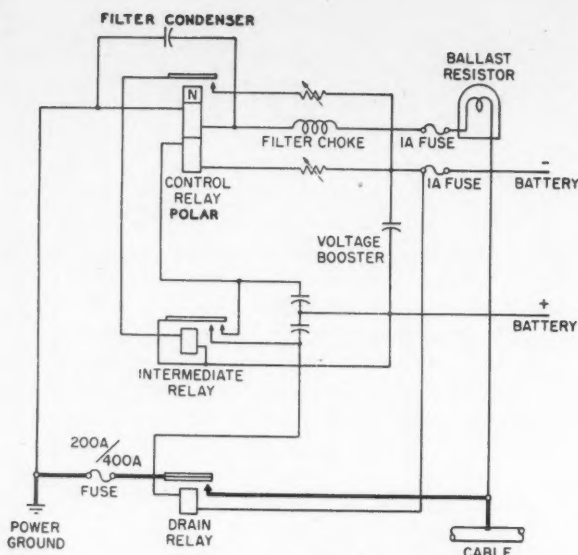 FILTER CONDENSER
BALLAST
RESISTOR
N
FILTER CHOKE
1A FUSE
CONTROL
RELAY
POLAR
1A FUSE
-
BATTERY
VOLTAGE
BOOSTER
+
BATTERY
INTERMEDIATE
RELAY
200A/
400A
FUSE
POWER
GROUND
DRAIN
RELAY
CABLE